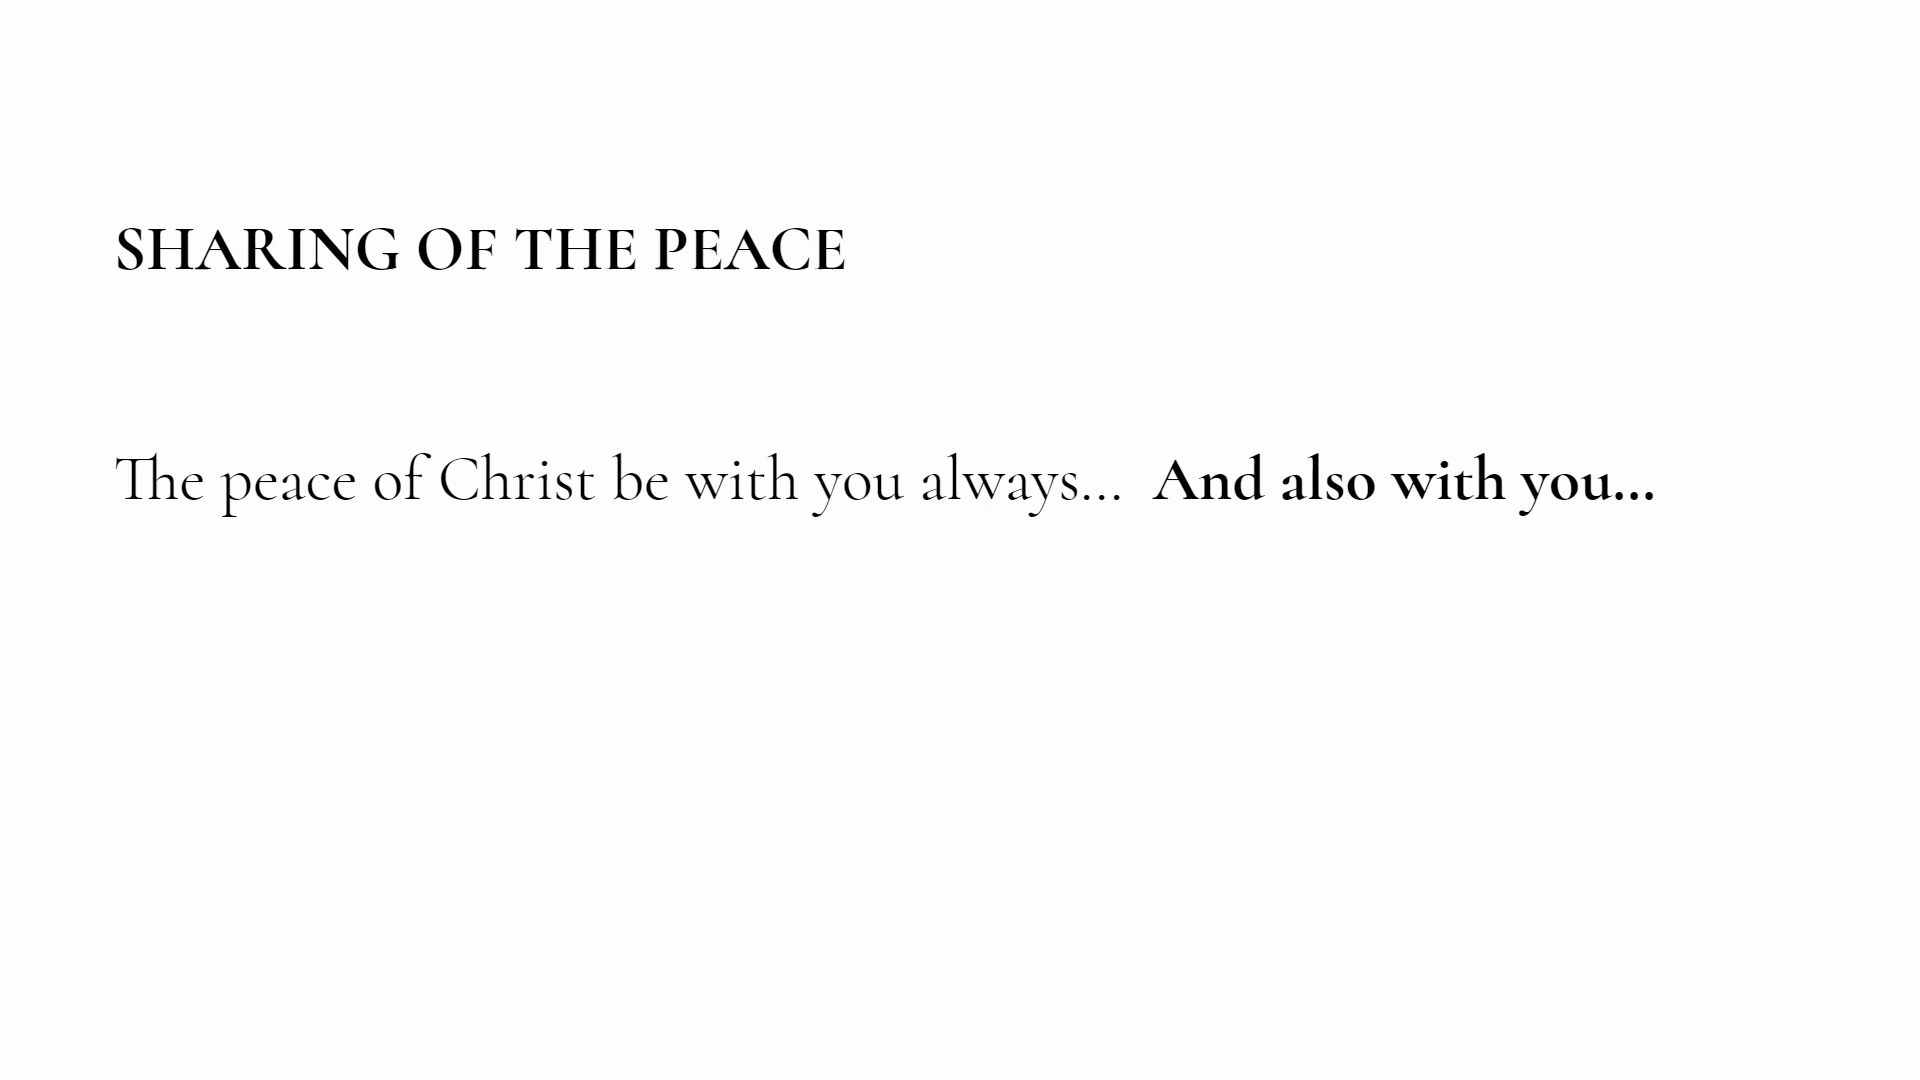 SHARING OF THE PEACE
The peace of Christ be with you always... And also with you...